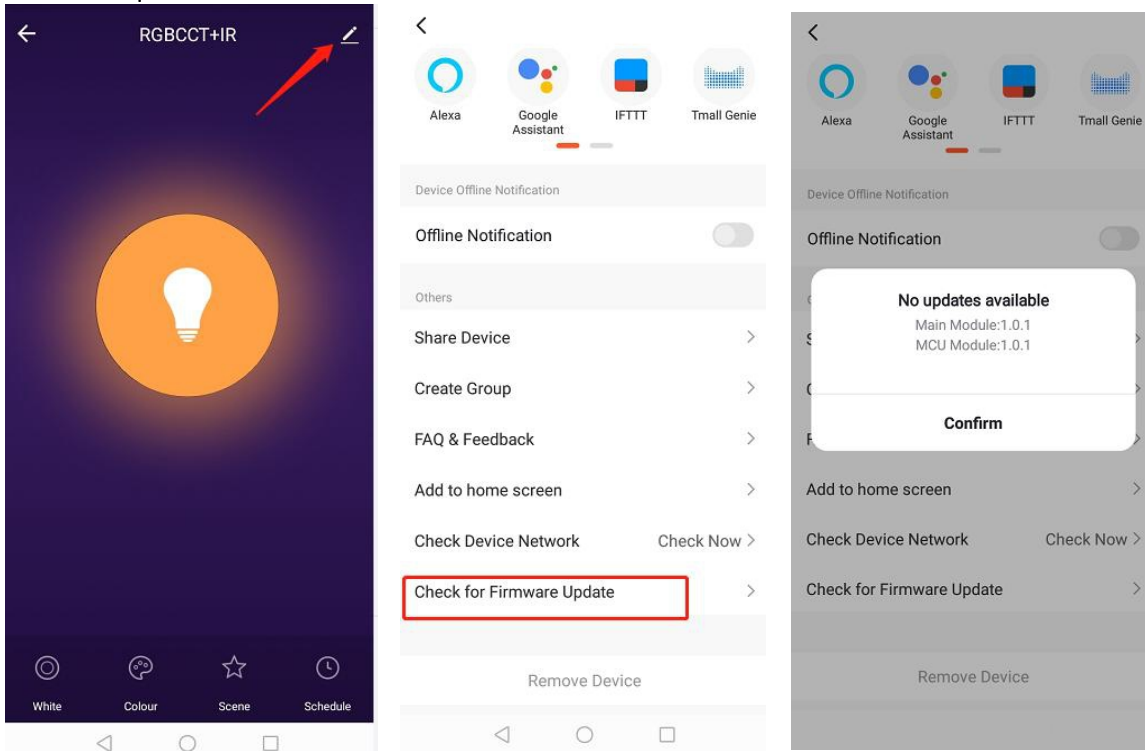 RGBCCT+IR
White
Colour
Scene
Schedule
Alexa
Google
Assistant
IFTTT
Tmall Genie
Device Offline Notification
Offline Notification
Others
Share Device
Create Group
FAQ & Feedback
Add to home screen
Check Device Network Check Now
Check for Firmware Update
Remove Device
Alexa
Google
Assistant
IFTTT
Tmall Genie
Device Offline Notification
Offline Notification
No updates available
Main Module:1.0.1
MCU Module:1.0.1
Confirm
Add to home screen
Check Device Network Check Now
Check for Firmware Update
Remove Device